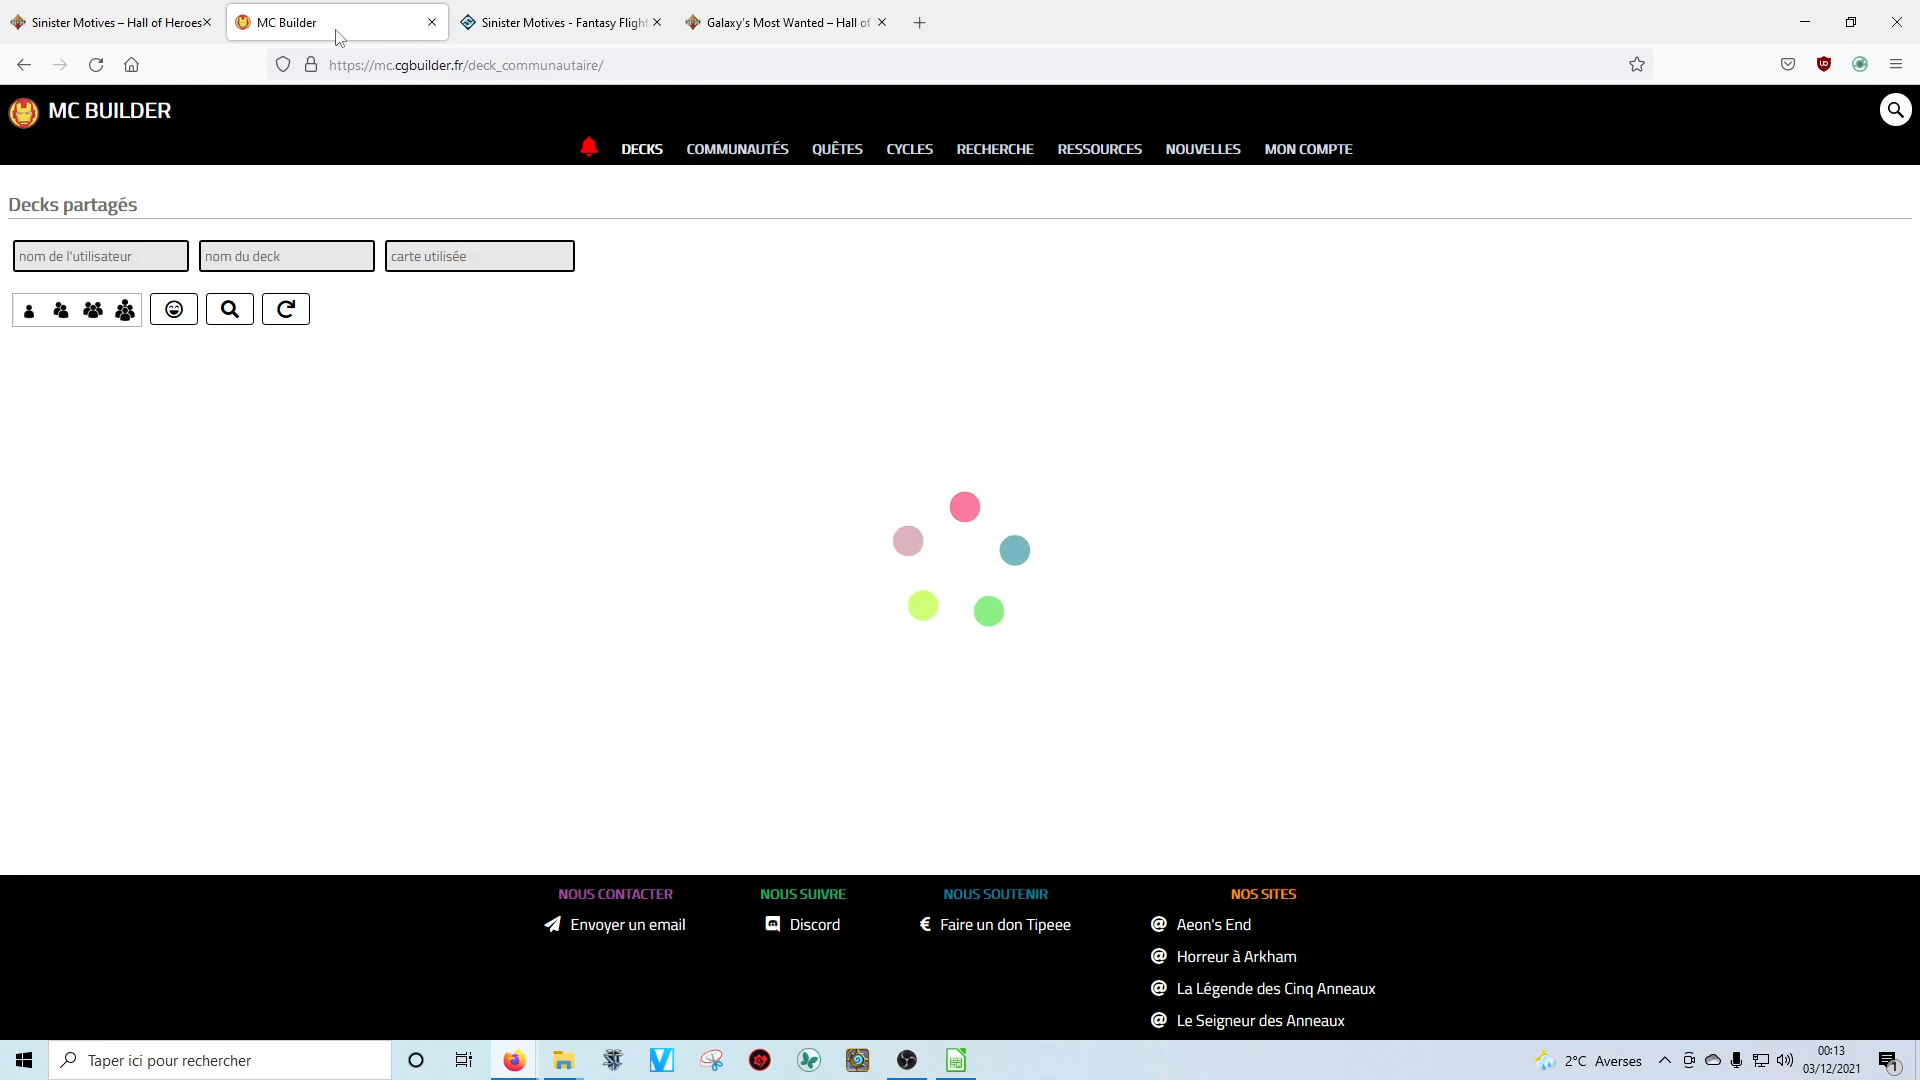 Sinister Motives – Hall of Heroes
MC Builder
Sinister Motives - Fantasy Flight
Galaxy's Most Wanted – Hall of
https://mc.cgbuilder.fr/deck_communautaire/
MC BUILDER
DECKS COMMUNAUTÉS QUÊTES CYCLES RECHERCHE RESSOURCES NOUVELLES MON COMPTE
Decks partagés
nom de l'utilisateur
nom du deck
carte utilisée
NOUS CONTACTER
Envoyer un email
NOUS SUIVRE
Discord
NOUS SOUTENIR
€ Faire un don Tipeee
NOS SITES
@ Aeon's End
@ Horreur à Arkham
@ La Légende des Cinq Anneaux
@ Le Seigneur des Anneaux
Taper ici pour rechercher
2°C Averses
00:13
03/12/2021
1